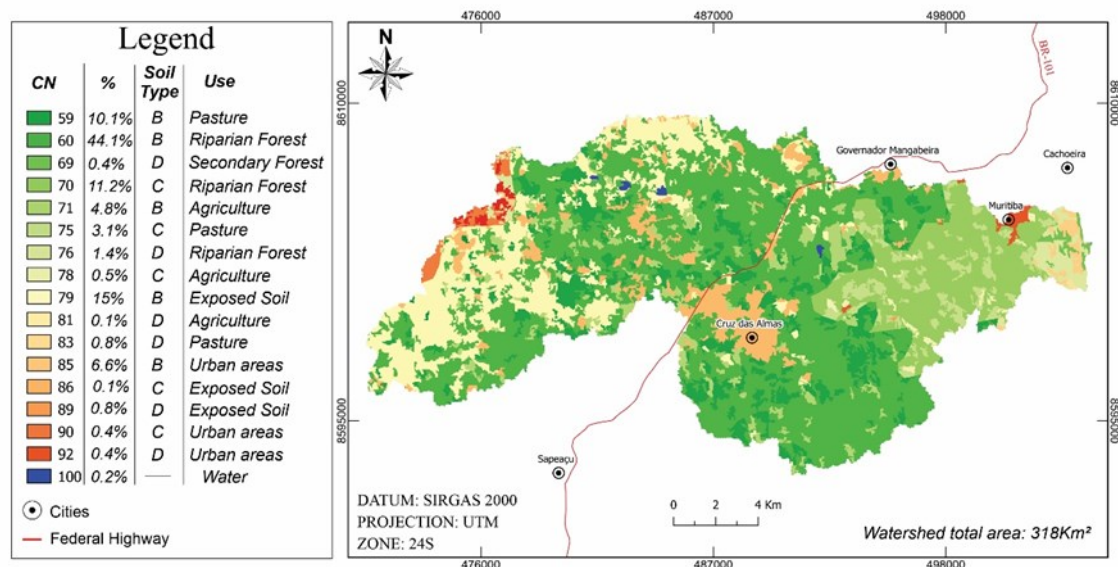 Legend
CN % Soil Type Use
59 10.1% B Pasture
60 44.1% B Riparian Forest
69 0.4% D Secondary Forest
70 11.2% C Riparian Forest
71 4.8% B Agriculture
75 3.1% C Pasture
76 1.4% D Riparian Forest
78 0.5% C Agriculture
79 15% B Exposed Soil
81 0.1% D Agriculture
83 0.8% D Pasture
85 6.6% B Urban areas
86 0.1% C Exposed Soil
89 0.8% D Exposed Soil
90 0.4% C Urban areas
92 0.4% D Urban areas
100 0.2% — Water
Cities
Federal Highway
476000 487000 498000
N
BR-101
8610000 8610000
Governador Mangabeira
Cachoeira
Muritiba
Cruz das Almas
8595000 8595000
Sapeaçu
DATUM: SIRGAS 2000
PROJECTION: UTM
ZONE: 24S
0 2 4 Km
Watershed total area: 318Km²
476000 487000 498000